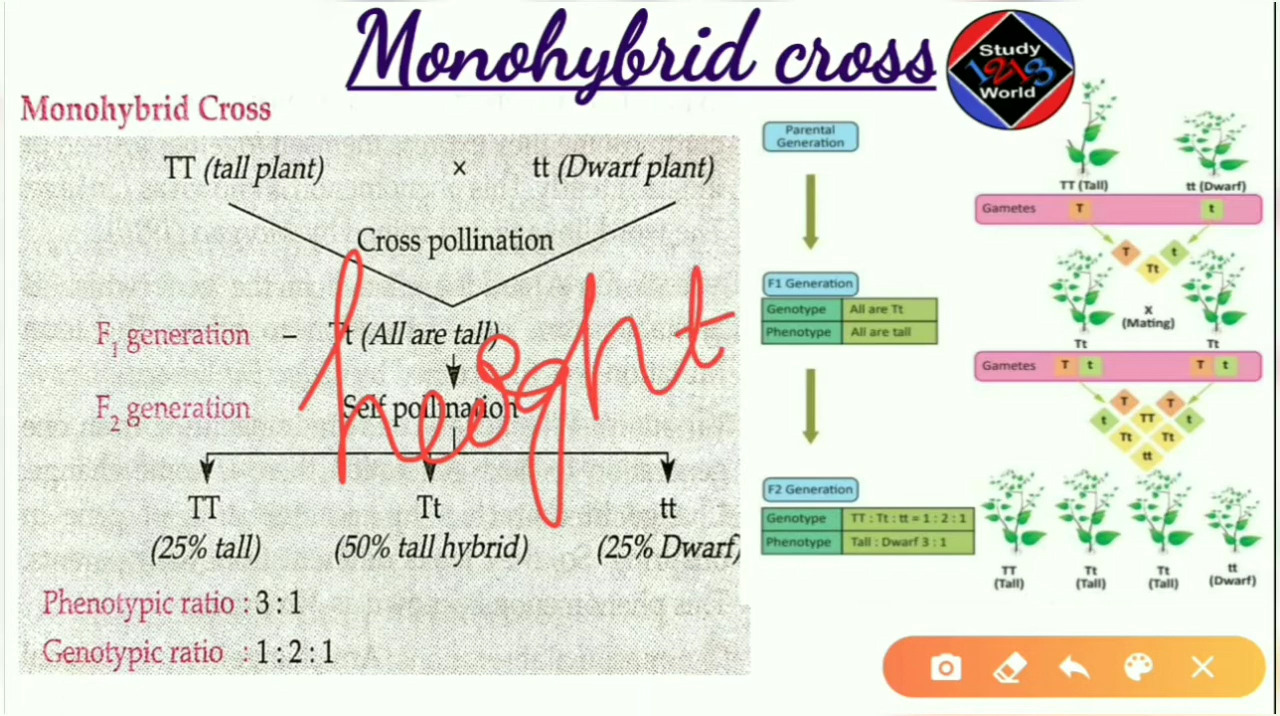 Monohybrid cross
Study
1213
World
Monohybrid Cross
TT (tall plant) x tt (Dwarf plant)
Cross pollination
F₁ generation – Tt (All are tall)
F₂ generation Self pollination
height
TT Tt tt
(25% tall) (50% tall hybrid) (25% Dwarf)
Phenotypic ratio : 3 : 1
Genotypic ratio : 1 : 2 : 1
Parental
Generation
TT (Tall) tt (Dwarf)
Gametes T t
T t
Tt
F1 Generation
Genotype All are Tt
Phenotype All are tall
X
(Mating)
Tt Tt
Gametes T t T t
T T
t TT t
Tt Tt
tt
F2 Generation
Genotype TT : Tt : tt = 1 : 2 : 1
Phenotype Tall : Dwarf 3 : 1
TT Tt Tt tt
(Tall) (Tall) (Tall) (Dwarf)